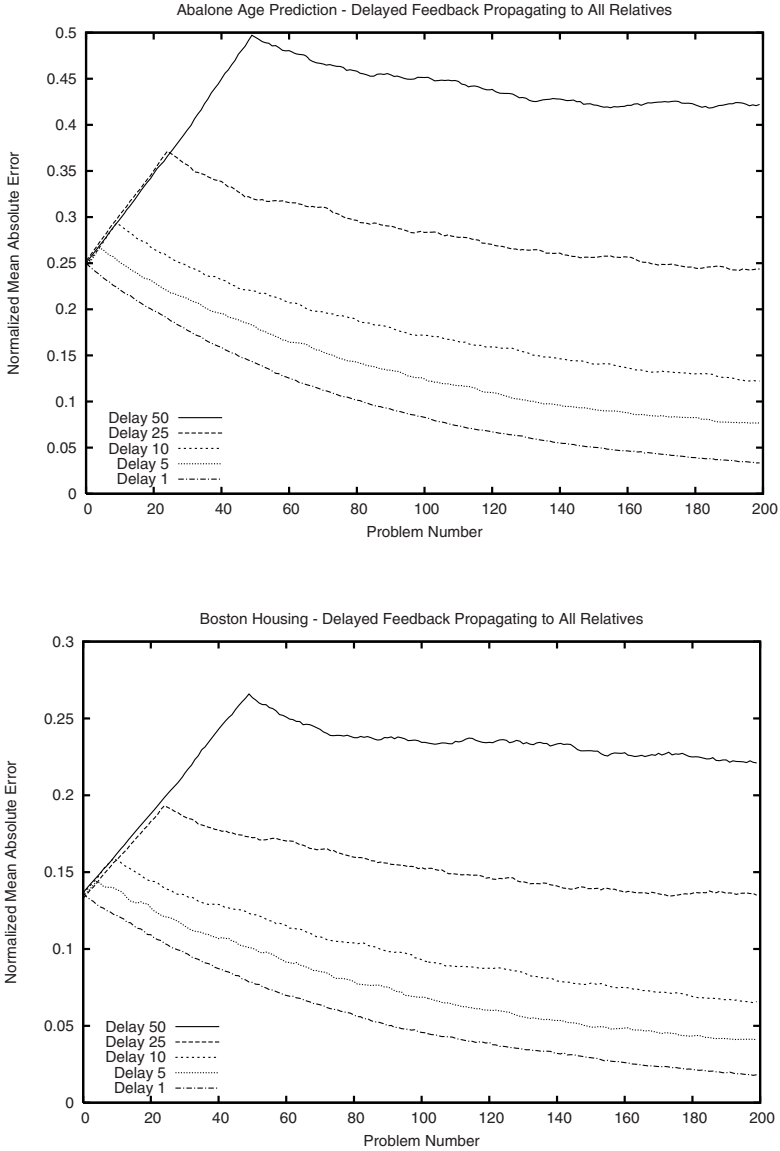 Abalone Age Prediction - Delayed Feedback Propagating to All Relatives
0.5
0.45
0.4
0.35
0.3
0.25
0.2
0.15
0.1
0.05
0
Normalized Mean Absolute Error
Delay 50
Delay 25
Delay 10
Delay 5
Delay 1
0 20 40 60 80 100 120 140 160 180 200
Problem Number
Boston Housing - Delayed Feedback Propagating to All Relatives
0.3
0.25
0.2
0.15
0.1
0.05
0
Normalized Mean Absolute Error
Delay 50
Delay 25
Delay 10
Delay 5
Delay 1
0 20 40 60 80 100 120 140 160 180 200
Problem Number